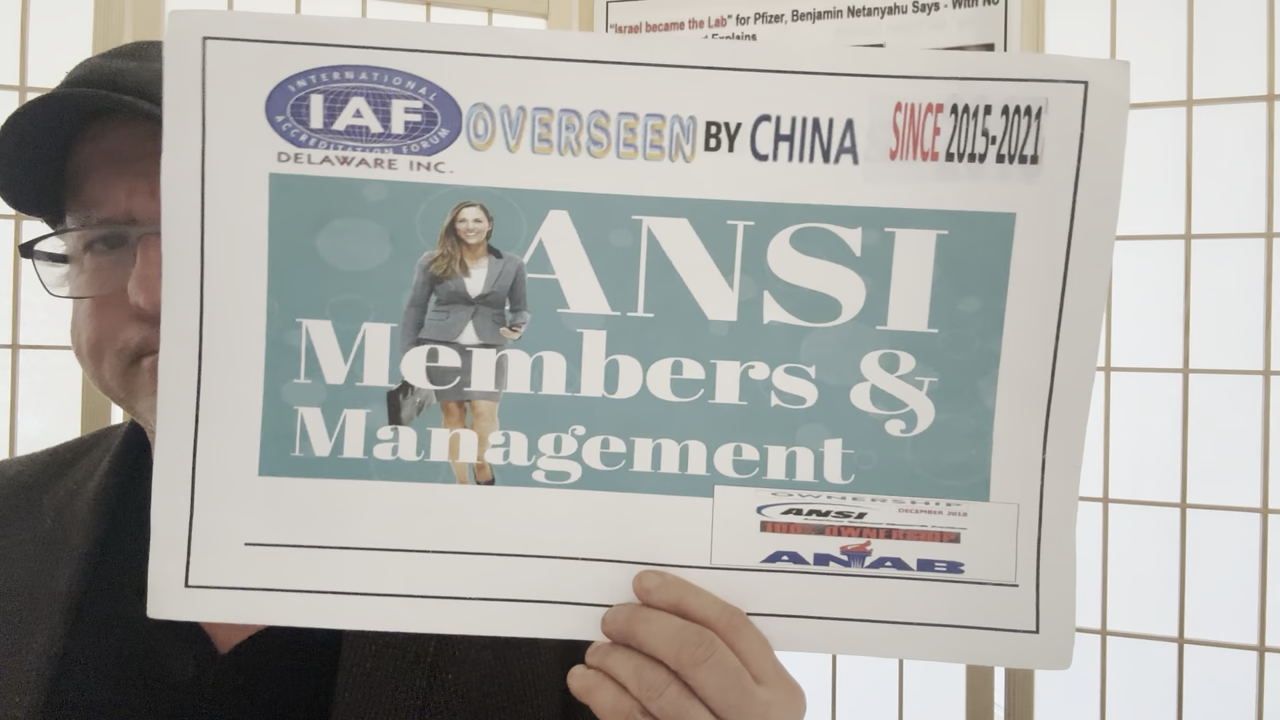 "Israel became the Lab" for Pfizer, Benjamin Netanyahu Says - With No
Explains
INTERNATIONAL
IAF
ACCREDITATION FORUM
DELAWARE INC.
OVERSEEN BY CHINA
SINCE 2015-2021
ANSI
Members &
Management
OWNERSHIP
ANSI DECEMBER 2018
100% OWNERSHIP
ANAB